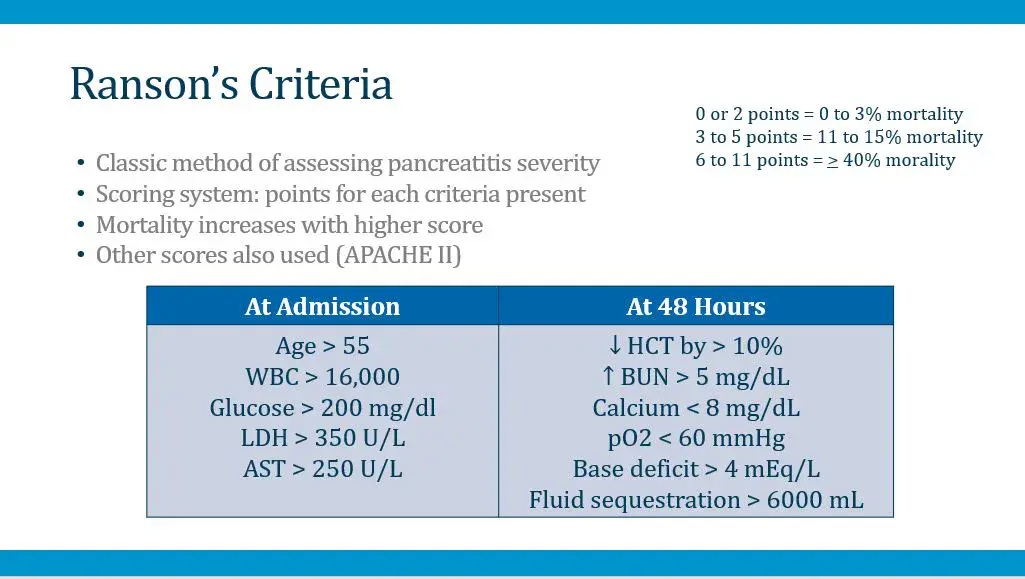 Ranson's Criteria
0 or 2 points = 0 to 3% mortality
3 to 5 points = 11 to 15% mortality
6 to 11 points = ≥ 40% morality
• Classic method of assessing pancreatitis severity
• Scoring system: points for each criteria present
• Mortality increases with higher score
• Other scores also used (APACHE II)
At Admission
Age > 55
WBC > 16,000
Glucose > 200 mg/dl
LDH > 350 U/L
AST > 250 U/L
At 48 Hours
↓HCT by > 10%
↑BUN > 5 mg/dL
Calcium < 8 mg/dL
pO2 < 60 mmHg
Base deficit > 4 mEq/L
Fluid sequestration > 6000 mL